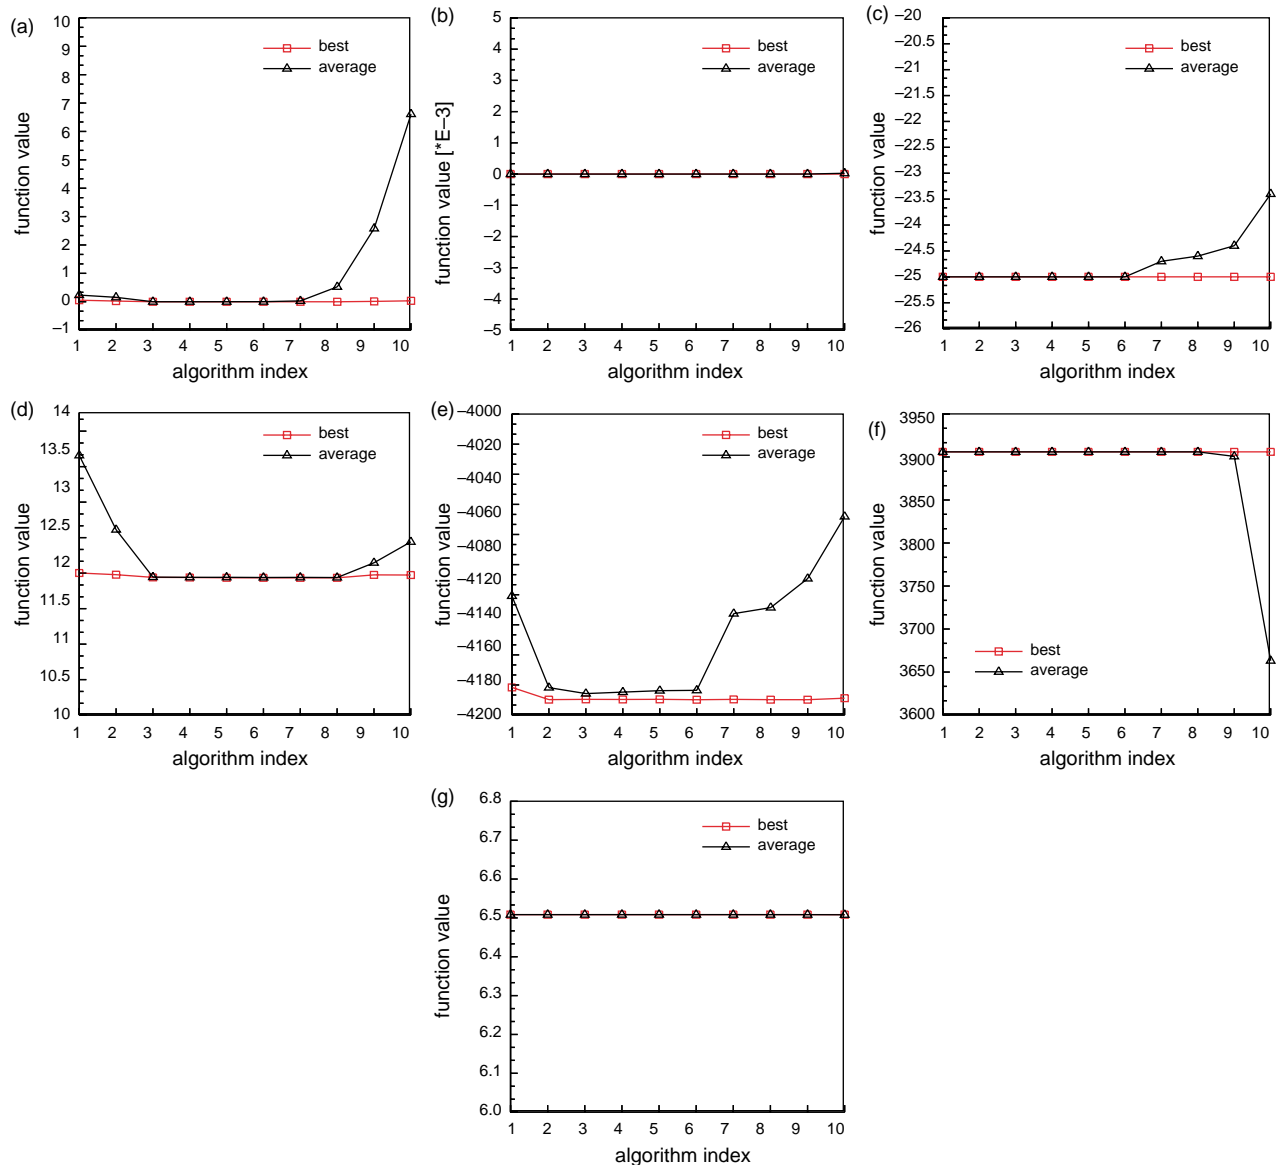 (a)
10
9
8
7
6
5
4
3
2
1
0
–1
function value
best
average
1 2 3 4 5 6 7 8 9 10
algorithm index
(b)
5
4
3
2
1
0
–1
–2
–3
–4
–5
function value [*E–3]
best
average
1 2 3 4 5 6 7 8 9 10
algorithm index
(c)
–20
–20.5
–21
–21.5
–22
–22.5
–23
–23.5
–24
–24.5
–25
–25.5
–26
function value
best
average
1 2 3 4 5 6 7 8 9 10
algorithm index
(d)
14
13.5
13
12.5
12
11.5
11
10.5
10
function value
best
average
1 2 3 4 5 6 7 8 9 10
algorithm index
(e)
–4000
–4020
–4040
–4060
–4080
–4120
–4140
–4160
–4180
–4200
function value
best
average
1 2 3 4 5 6 7 8 9 10
algorithm index
(f)
3950
3900
3850
3800
3750
3700
3650
3600
function value
best
average
1 2 3 4 5 6 7 8 9 10
algorithm index
(g)
6.8
6.7
6.6
6.5
6.4
6.3
6.2
6.1
6.0
function value
best
average
1 2 3 4 5 6 7 8 9 10
algorithm index